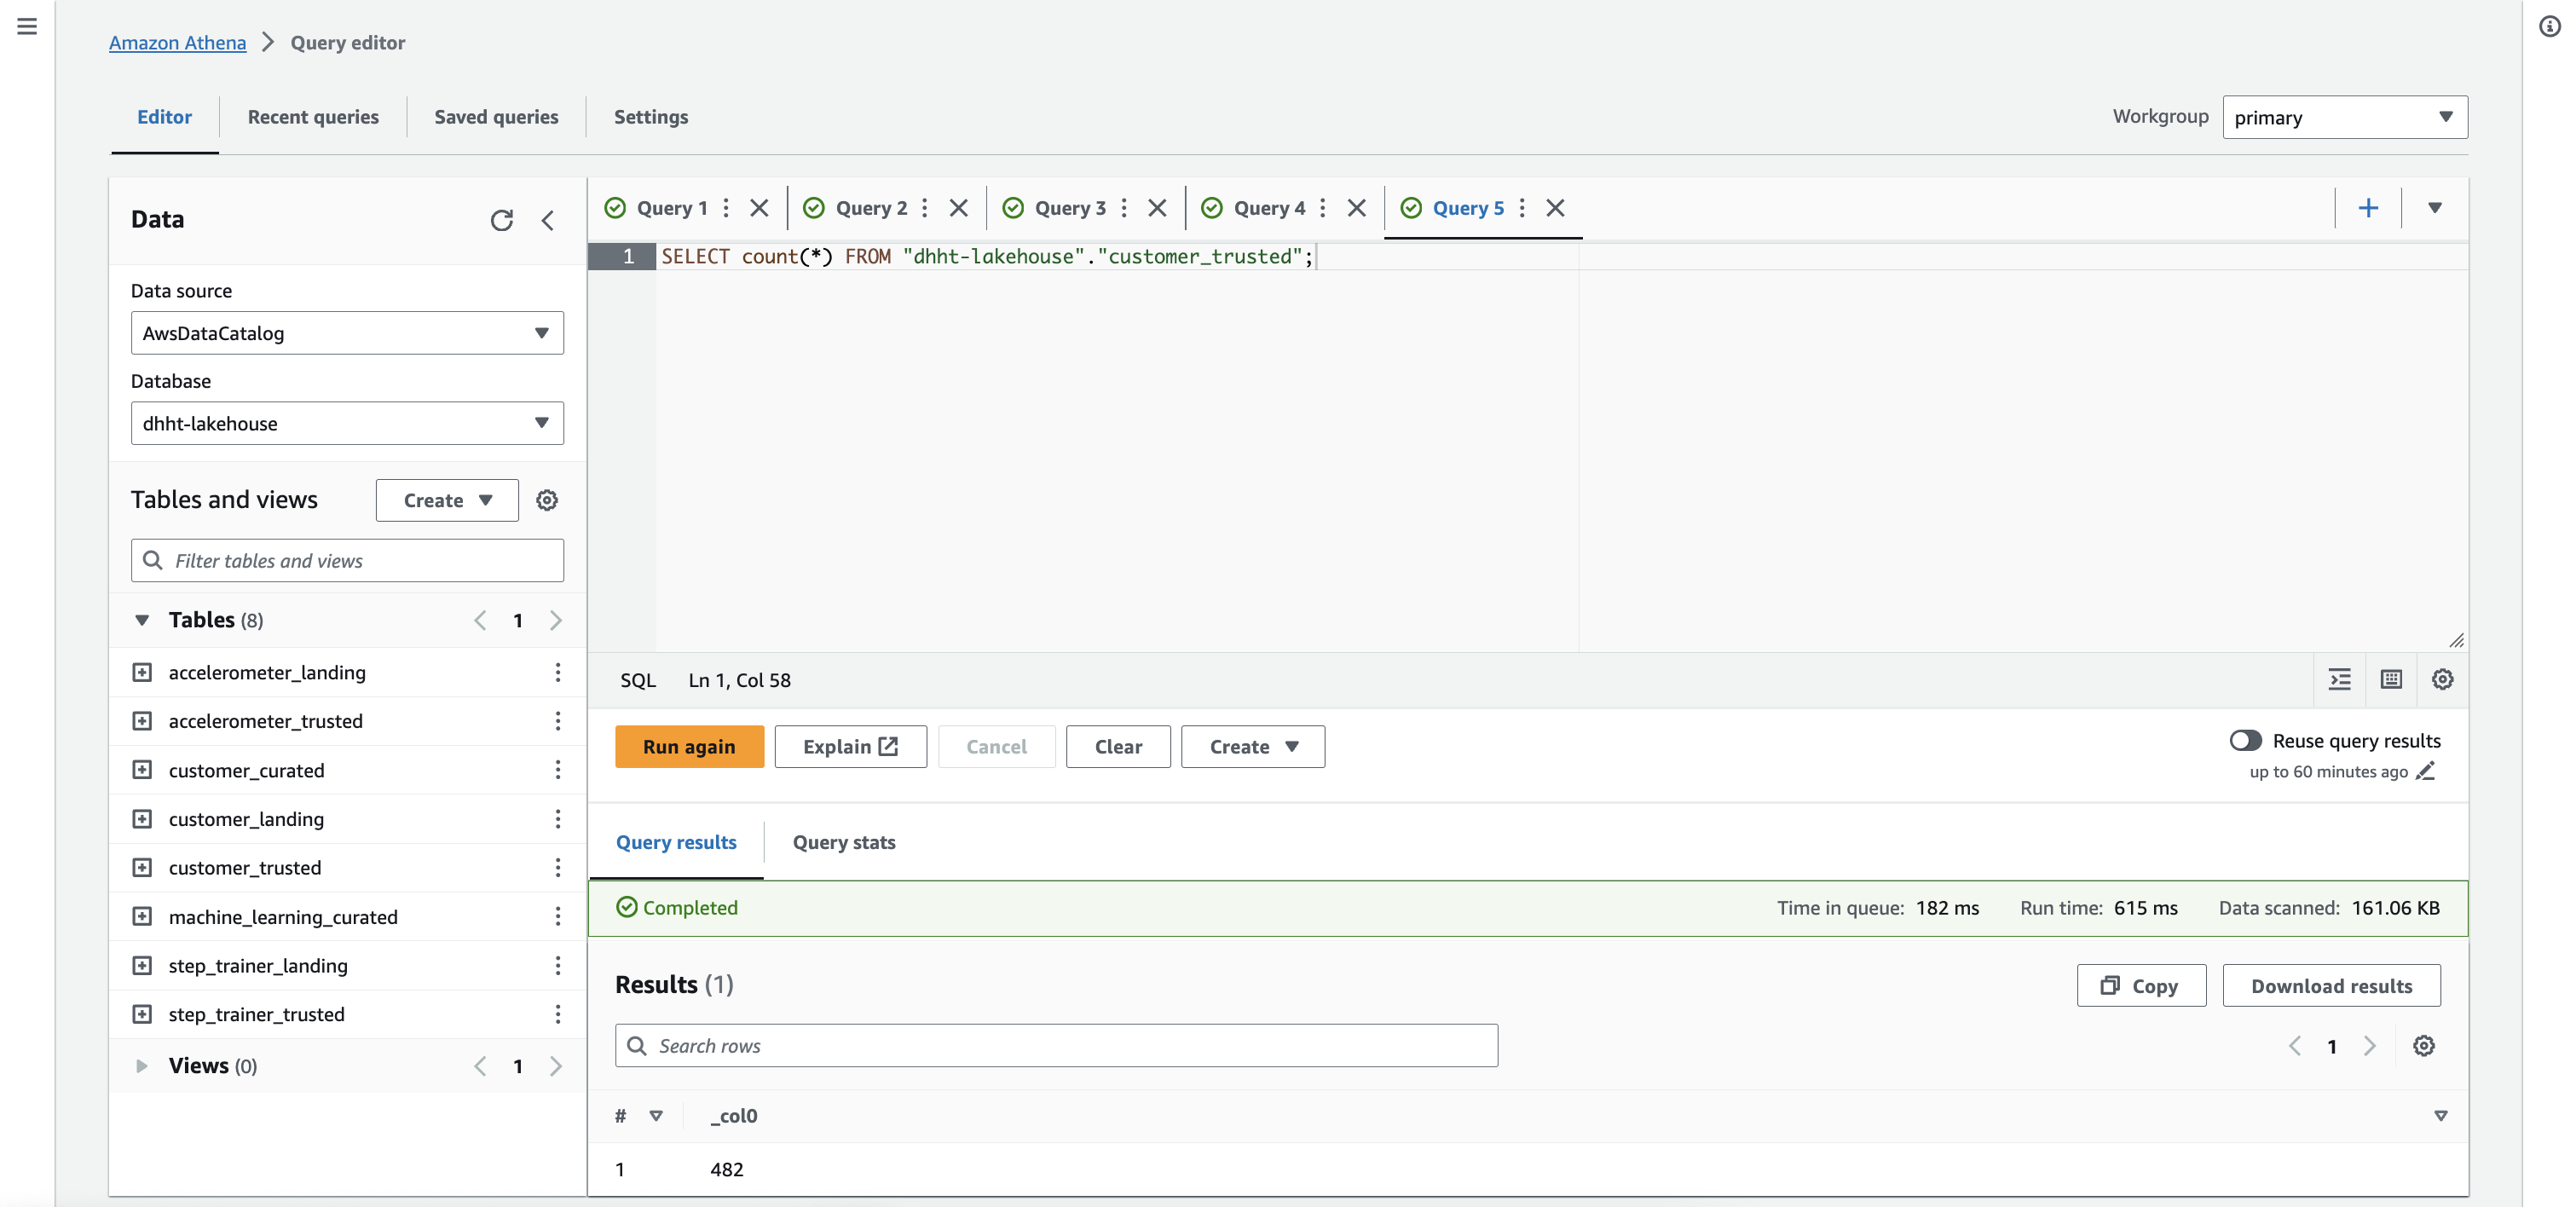 Amazon Athena > Query editor
Editor Recent queries Saved queries Settings
Workgroup primary
Data
Data source
AwsDataCatalog
Database
dhht-lakehouse
Tables and views Create
Filter tables and views
Tables (8) 1
accelerometer_landing
accelerometer_trusted
customer_curated
customer_landing
customer_trusted
machine_learning_curated
step_trainer_landing
step_trainer_trusted
Views (0) 1
Query 1 Query 2 Query 3 Query 4 Query 5
1 SELECT count(*) FROM "dhht-lakehouse"."customer_trusted";
SQL Ln 1, Col 58
Run again Explain Cancel Clear Create
Reuse query results
up to 60 minutes ago
Query results Query stats
Completed Time in queue: 182 ms Run time: 615 ms Data scanned: 161.06 KB
Results (1) Copy Download results
Search rows 1
# _col0
1 482